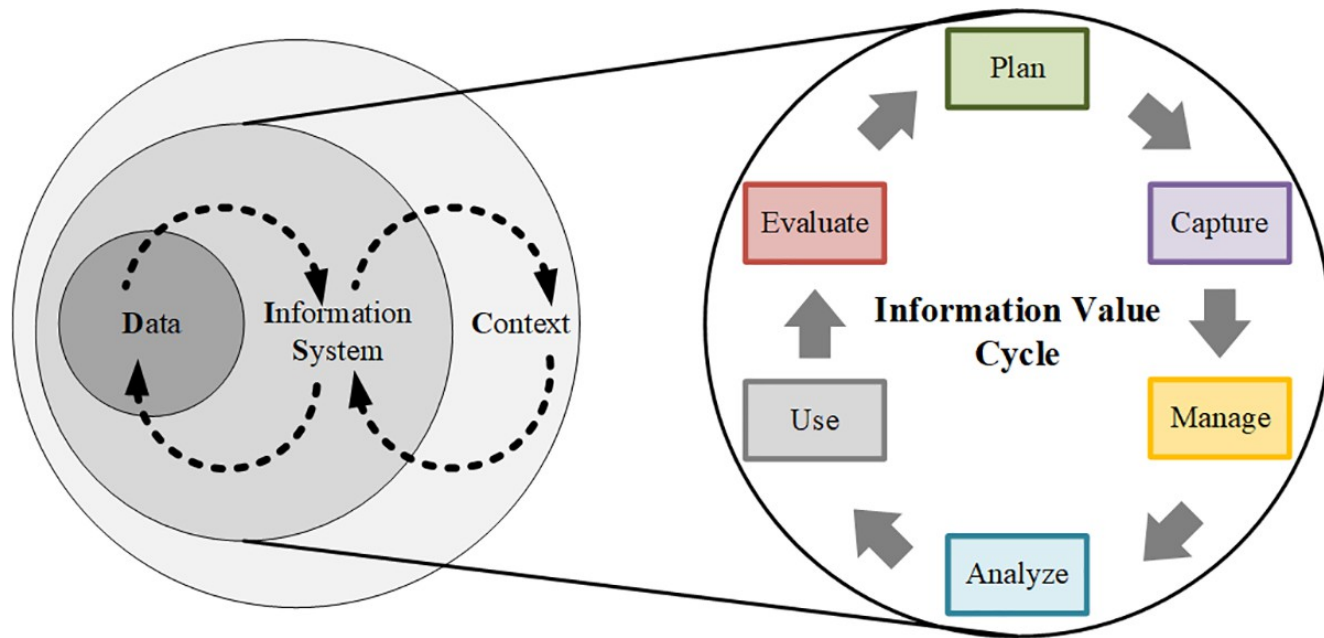 Data
Information
System
Context
Plan
Capture
Manage
Analyze
Use
Evaluate
Information Value
Cycle